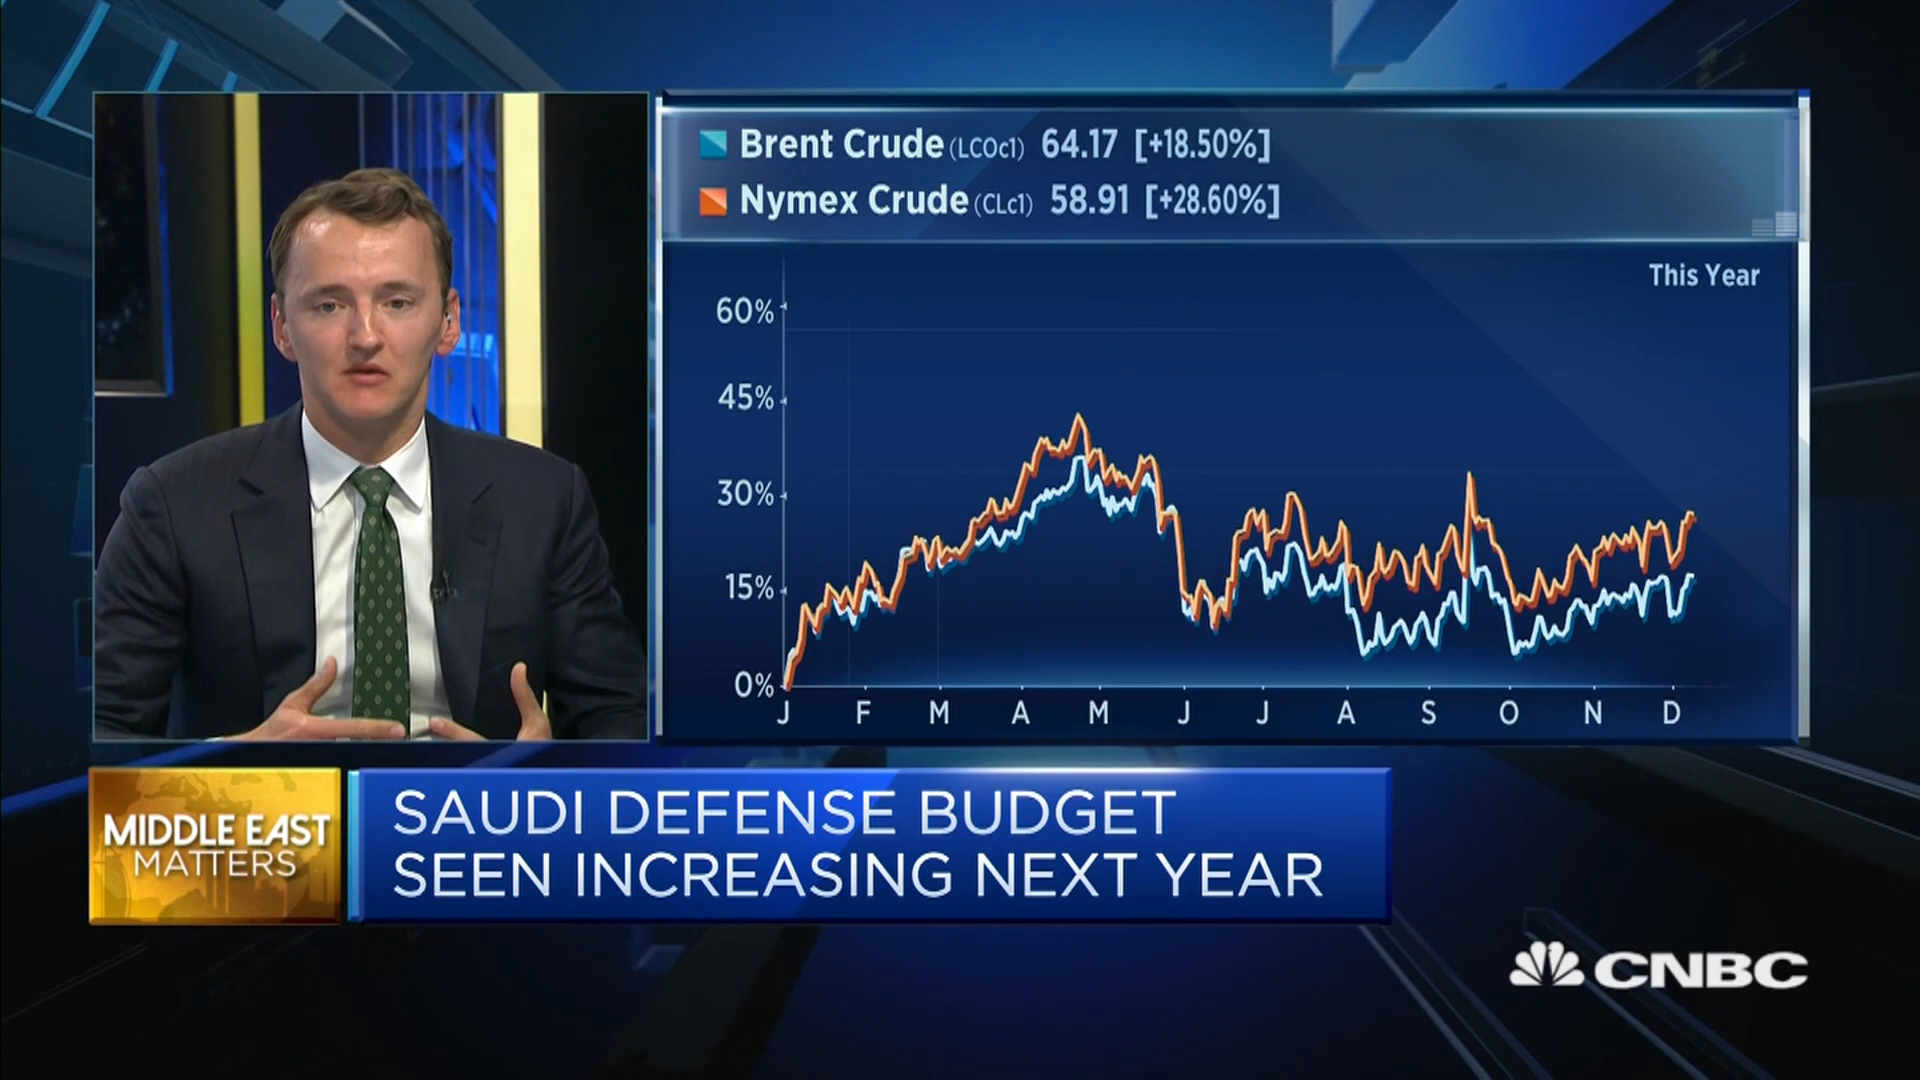 Brent Crude (LCOc1) 64.17 [+18.50%]
Nymex Crude (CLc1) 58.91 [+28.60%]
This Year
60%
45%
30%
15%
0%
J F M A M J J A S O N D
MIDDLE EAST
MATTERS
SAUDI DEFENSE BUDGET
SEEN INCREASING NEXT YEAR
CNBC